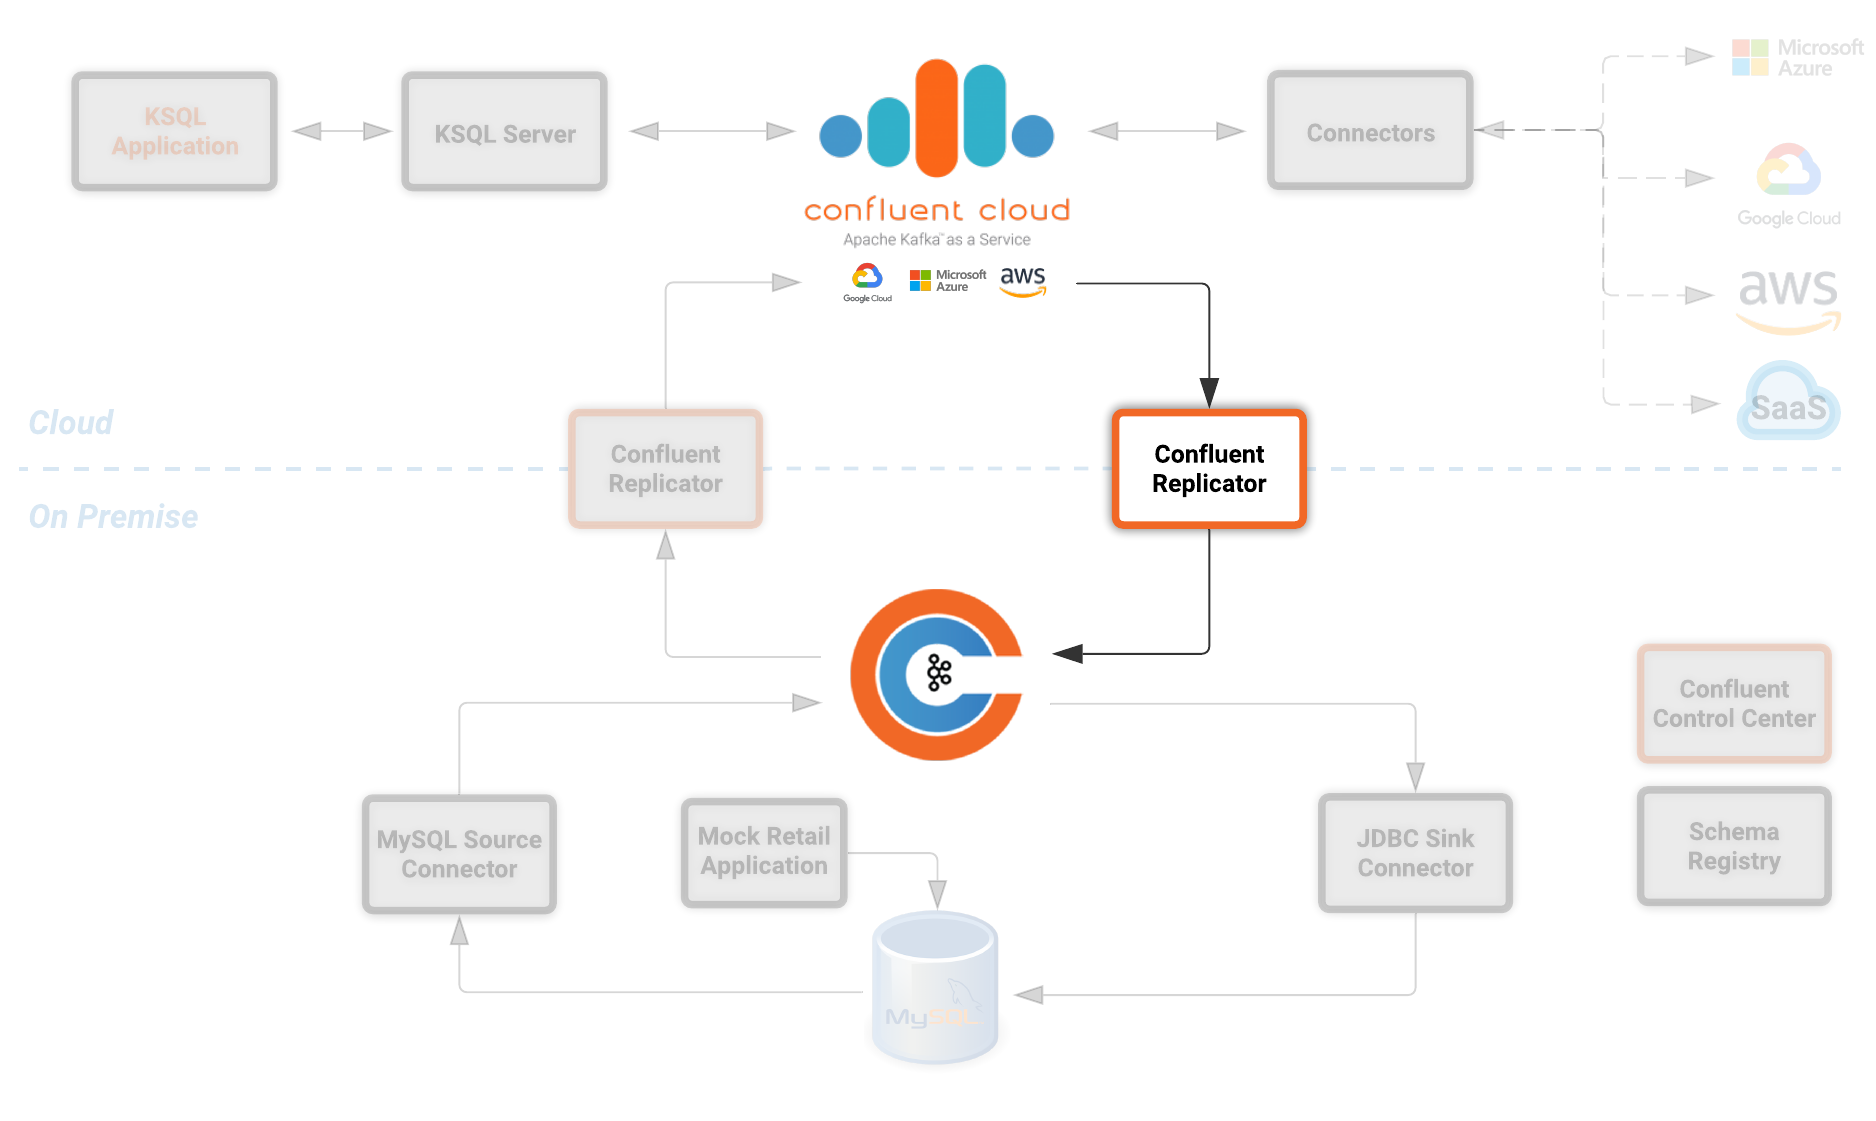 KSQL
Application
KSQL Server
confluent cloud
Apache Kafka™ as a Service
Google Cloud
Microsoft
Azure
aws
Connectors
Microsoft
Azure
Google Cloud
aws
SaaS
Cloud
On Premise
Confluent
Replicator
Confluent
Replicator
MySQL Source
Connector
Mock Retail
Application
MySQL
JDBC Sink
Connector
Confluent
Control Center
Schema
Registry